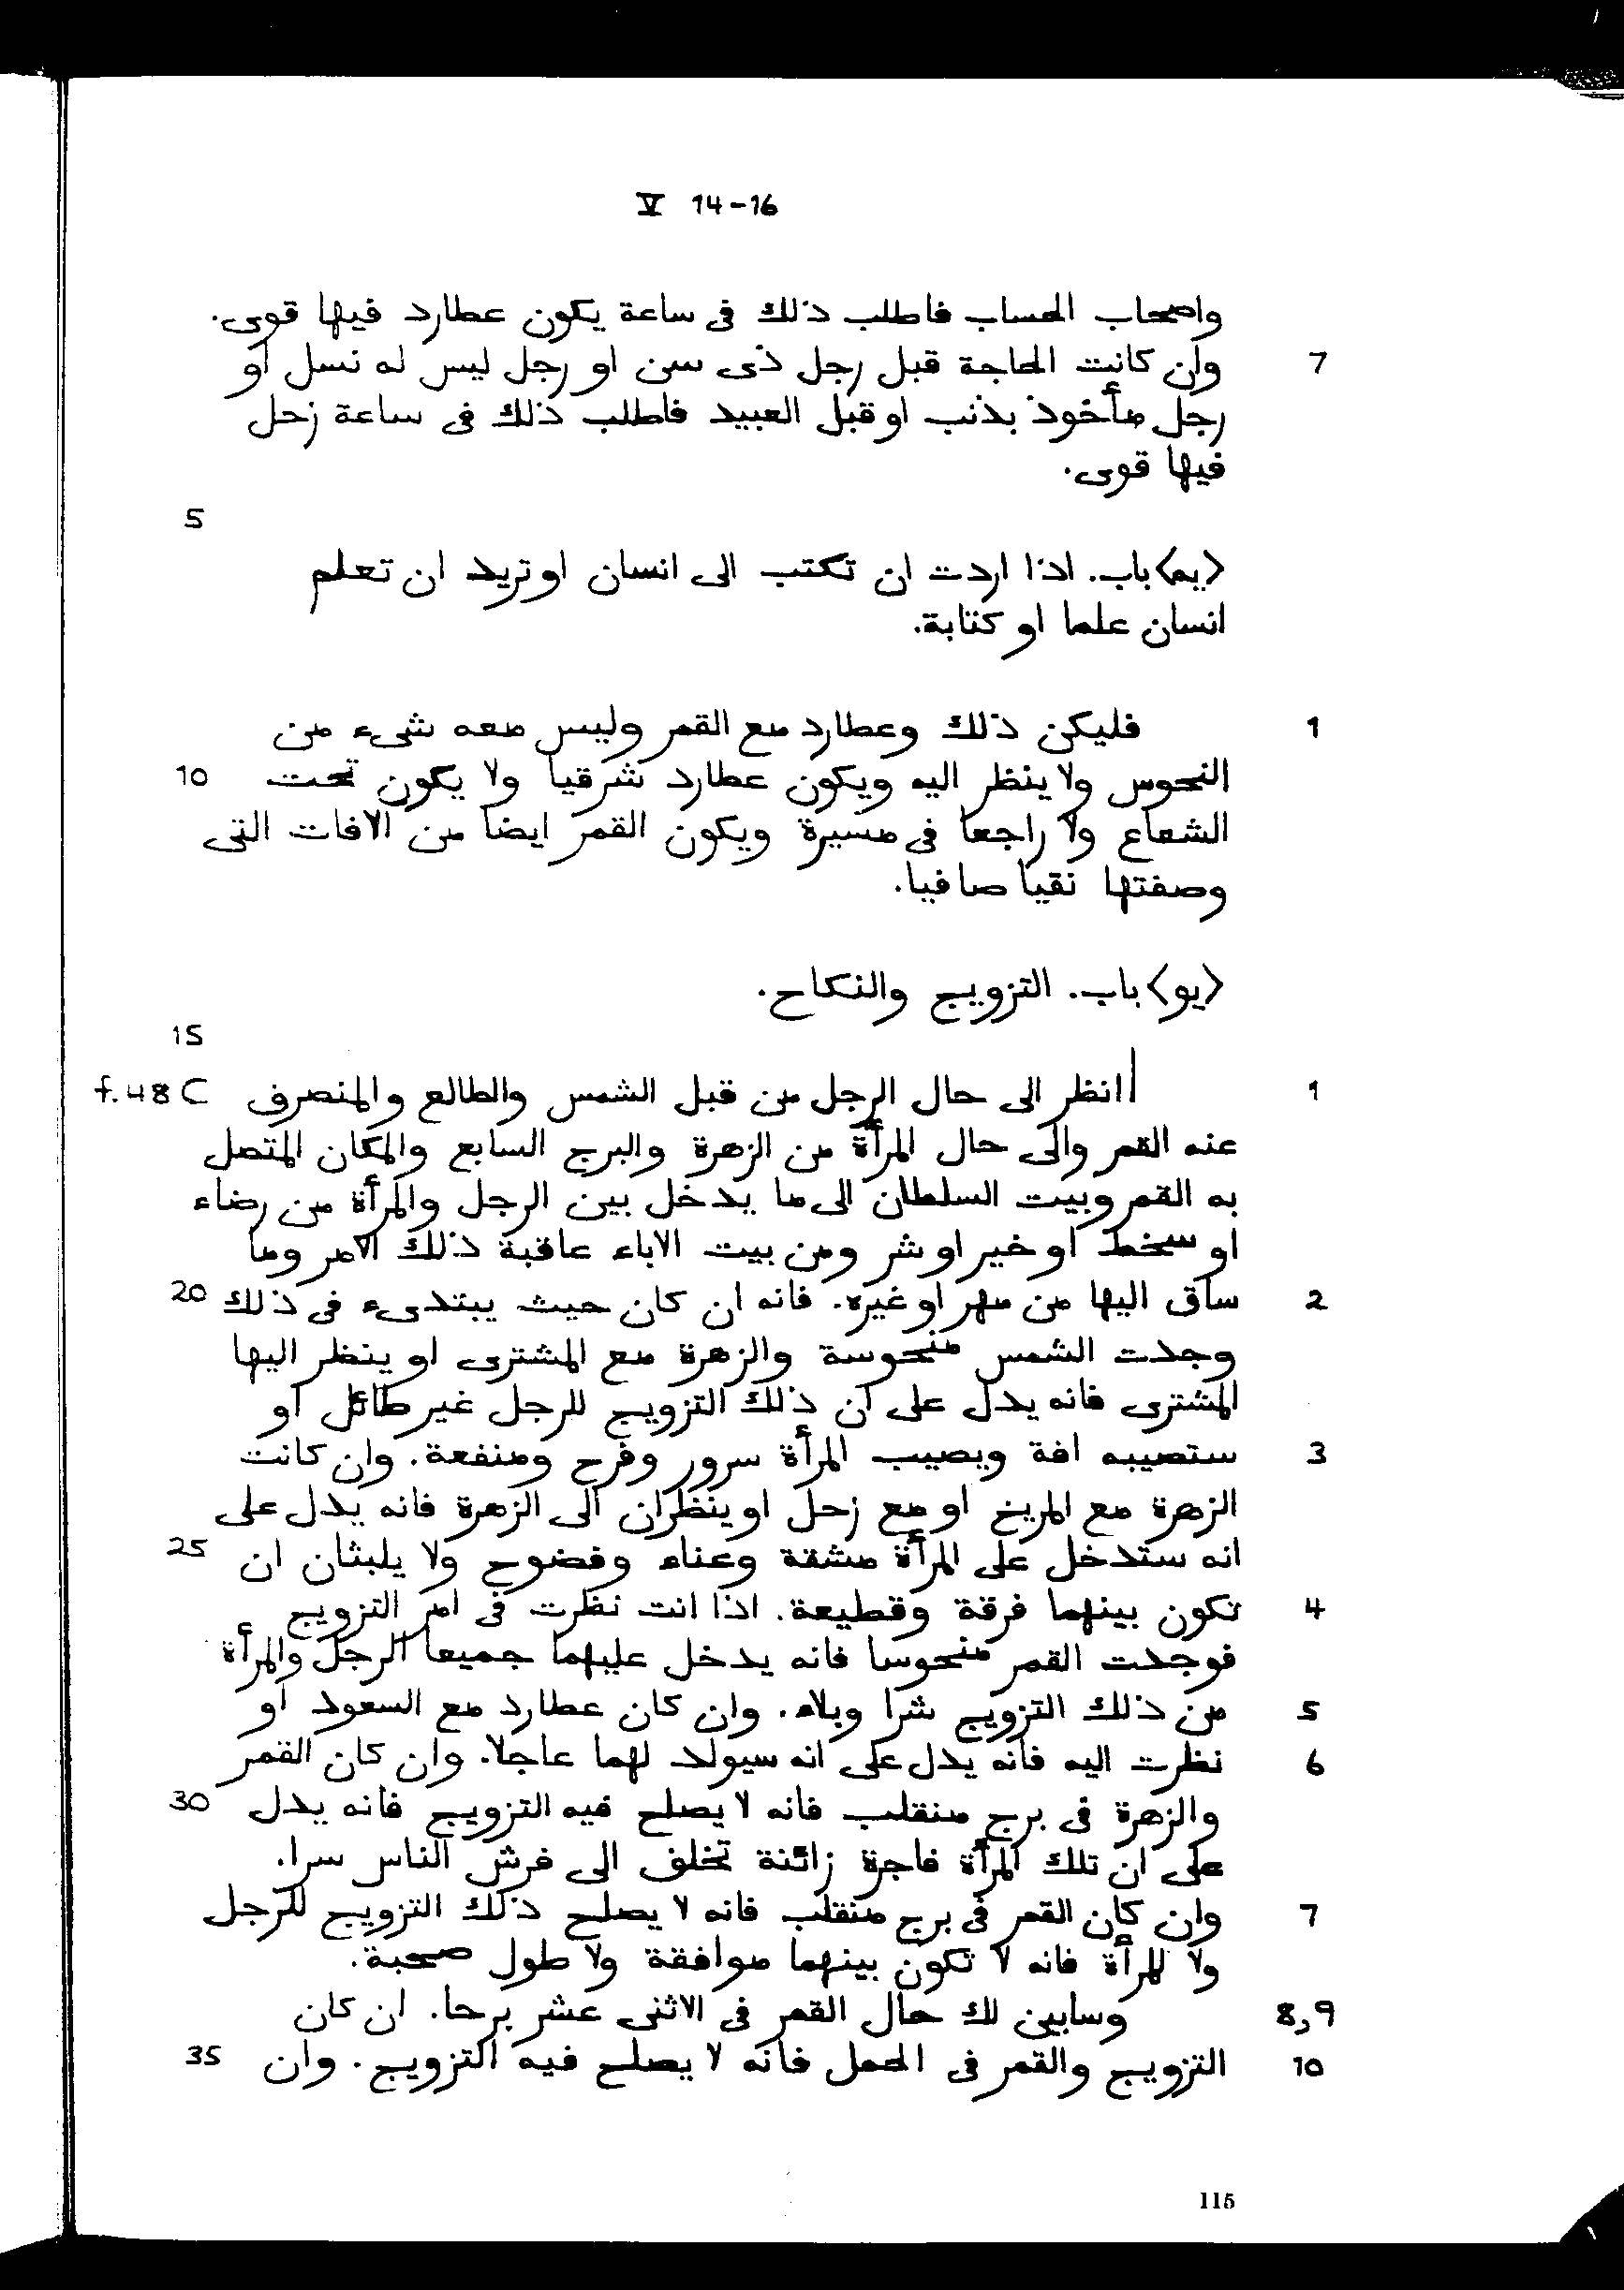 V 14-16
واصحاب الحساب فاطلب ذلك فى ساعة يكون عطارد فيها قوى.
7 وان كانت الحاجة قبل رجل ذى سن او رجل ليس له نسل او
رجل مأخوذ بذنب او قبل العبيد فاطلب ذلك فى ساعة زحل
فيها قوى.
5
<يه> باب. اذا اردت ان تكتب الى انسان او تريد ان تعلم
انسان علما او كتابة.
1 فليكن ذلك وعطارد مع القمر وليس معه شىء من
النحوس ولا ينظر اليه ويكون عطارد شرقيا ولا يكون تحت 10
الشعاع ولا راجعا فى مسيرة ويكون القمر ايضا من الافات التى
وصفتها نقيا صافيا.
<يو> باب. التزويج والنكاح.
15
1 | انظر الى حال الرجل من قبل الشمس والطالع والمنصرف f. 48 C
عنه القمر والى حال المرأة من الزهرة والبرج السابع والمكان المتصل
به القمر وبيت السلطان الى ما يدخل بين الرجل والمرأة من رضاء
او سخط او خير او شر ومن بيت الاباء عاقبة ذلك الامر وما
2 ساق اليها من مهر او غيره. فانه ان كان حيث يبتدىء فى ذلك 20
وجدت الشمس منحوسة والزهرة مع المشترى او ينظر اليها
المشترى فانه يدل على ان ذلك التزويج للرجل غير طائل او
3 ستصيبه افة وبصيب المرأة سرور وفرح ومنفعة. وان كانت
الزهرة مع المريخ او مع زحل او ينظران الى الزهرة فانه يدل على
انه ستدخل على المرأة مشقة وعناء وفضوح ولا يلبثان ان 25
4 تكون بينهما فرقة وقطيعة. اذا انت نظرت فى امر التزويج
فوجدت القمر منحوسا فانه يدخل عليهما جميعا الرجل والمرأة
5 من ذلك التزويج شرا وبلاء. وان كان عطارد مع السعود او
6 نظرت اليه فانه يدل على انه سيولد لهما عاجلا. وان كان القمر
والزهرة فى برج منقلب فانه لا يصلح فيه التزويج فانه يدل 30
على ان تلك المرأة فاجرة زائنة تخلف الى فرش الناس سرا.
7 وان كان القمر فى برج منقلب فانه لا يصلح ذلك التزويج للرجل
ولا للمرأة فانه لا تكون بينهما موافقة ولا طول صحبة.
8,9 وسابين لك حال القمر فى الاثنى عشر برحا. ان كان
10 التزويج والقمر فى الحمل فانه لا يصلح فيه التزويج. وان 35
115